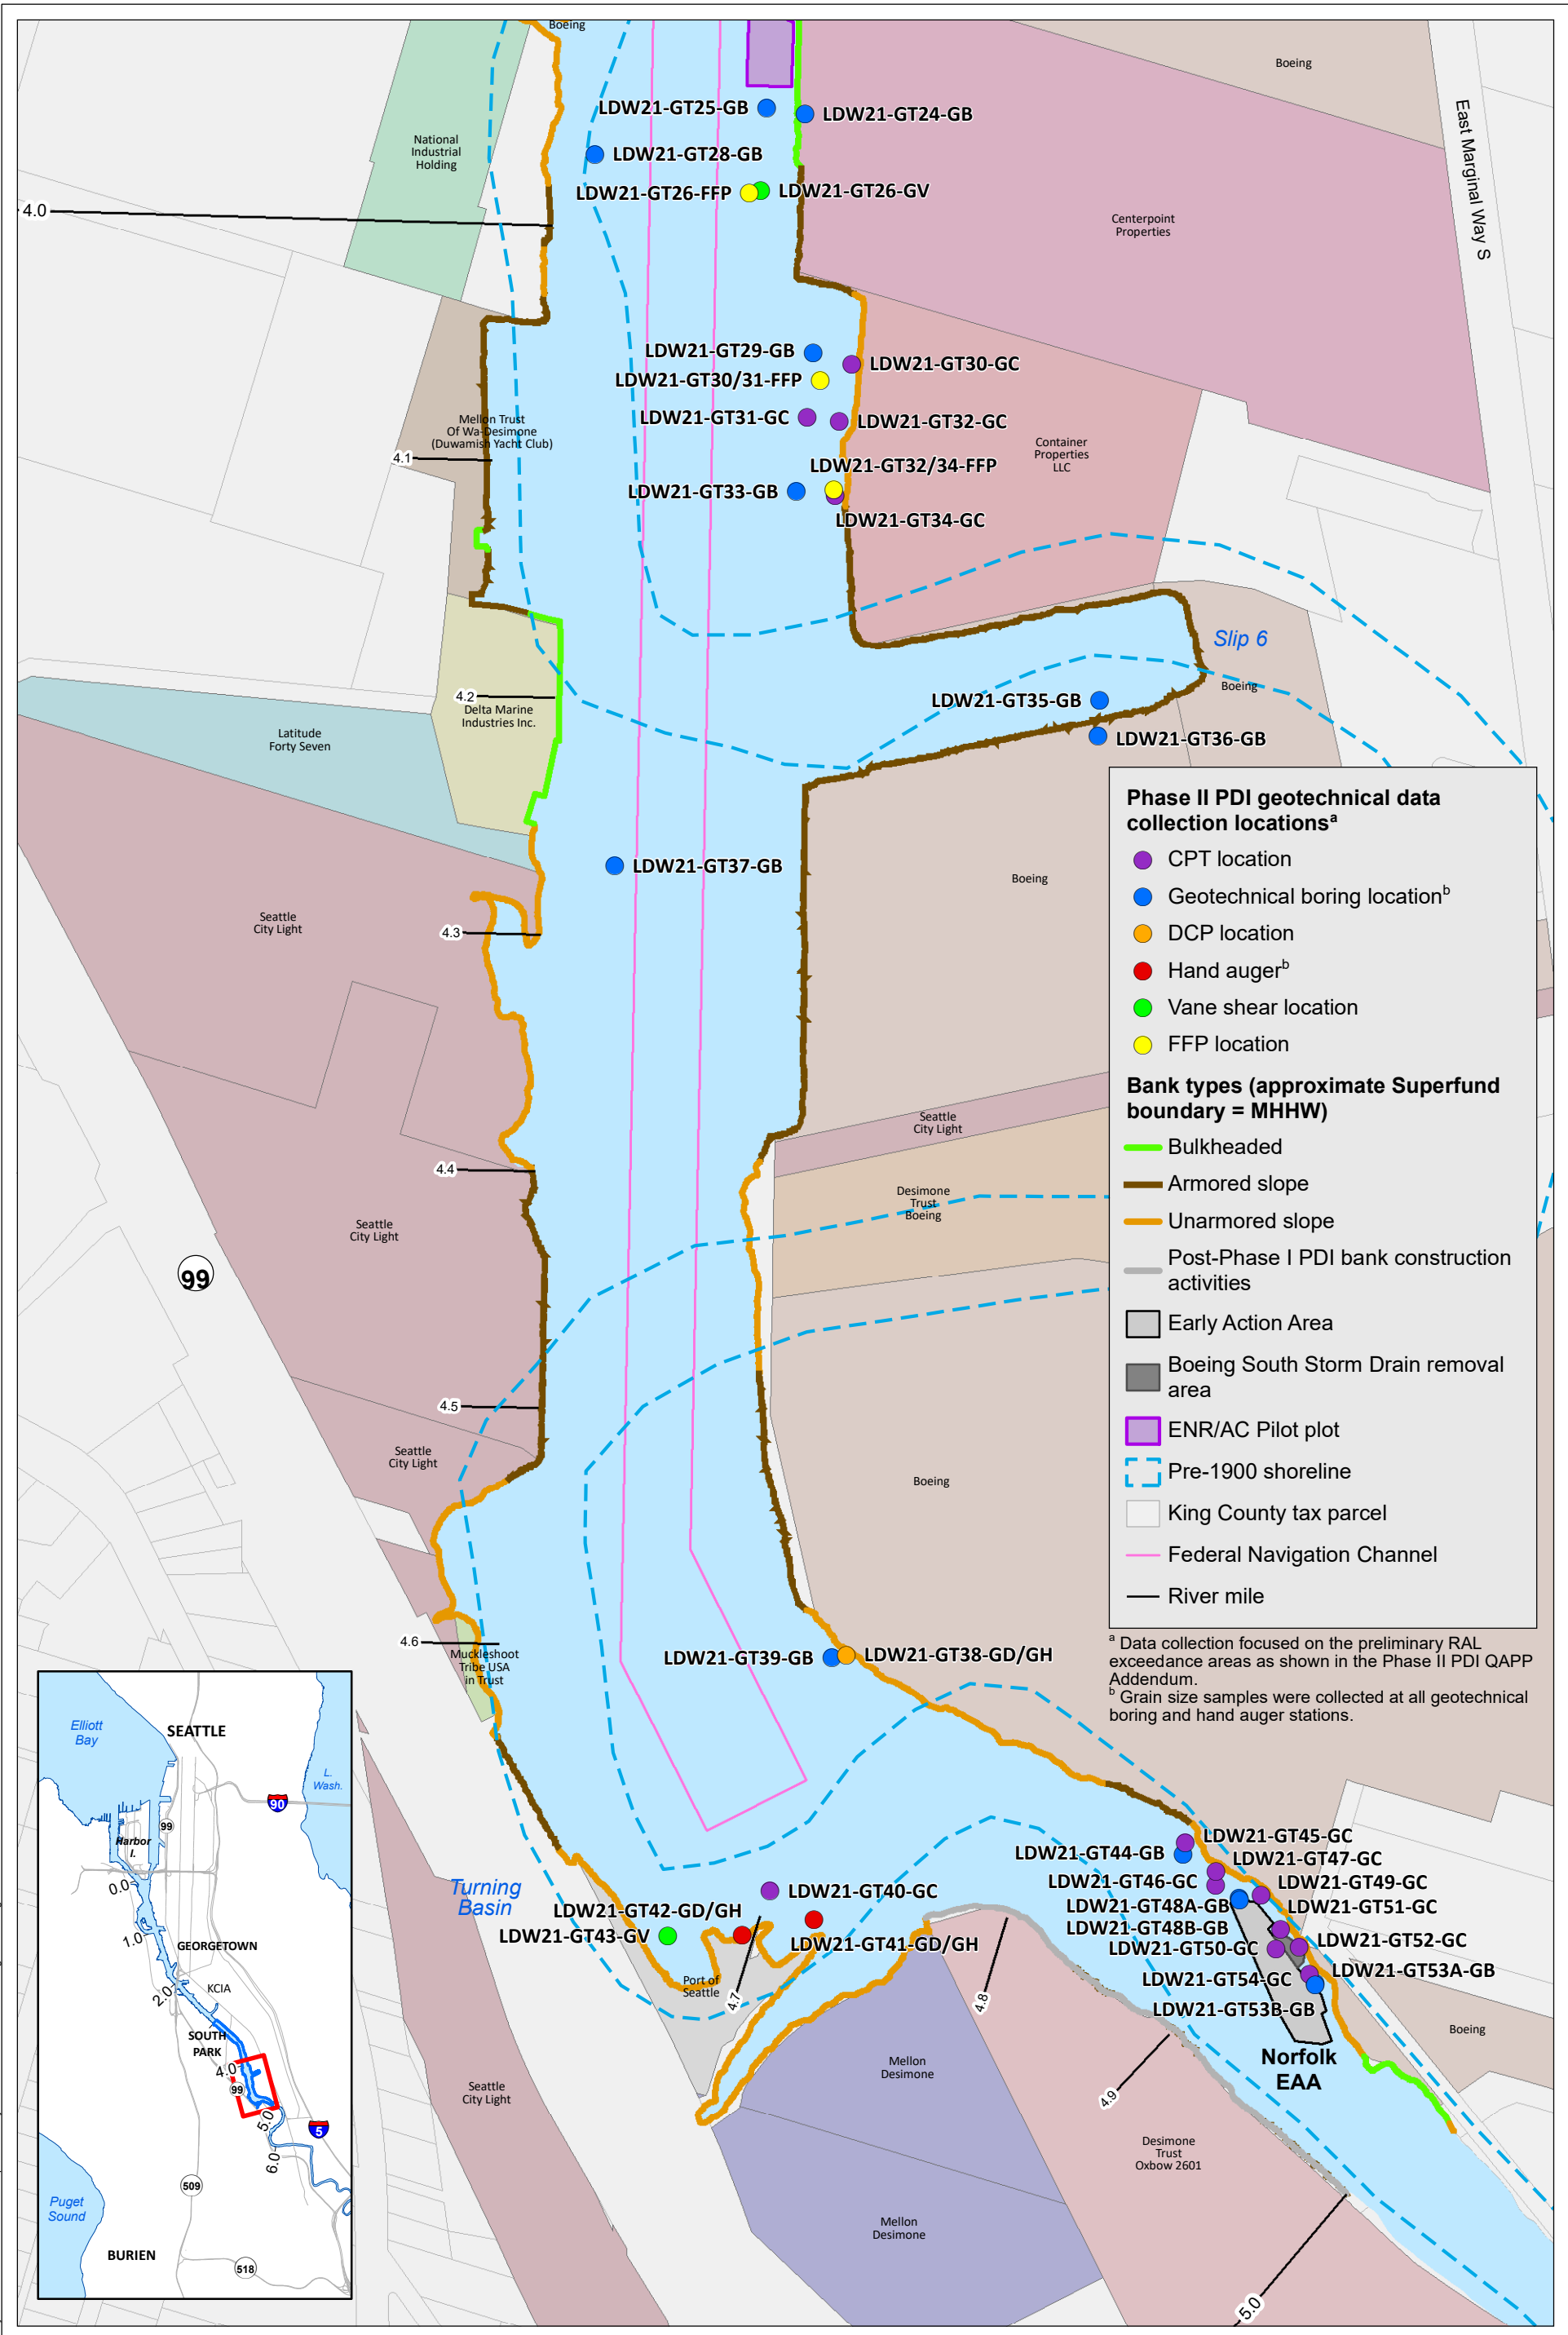 Boeing
Boeing
East Marginal Way S
LDW21-GT25-GB
LDW21-GT24-GB
National
Industrial
Holding
LDW21-GT28-GB
LDW21-GT26-FFP
LDW21-GT26-GV
4.0
Centerpoint
Properties
LDW21-GT29-GB
LDW21-GT30-GC
LDW21-GT30/31-FFP
LDW21-GT31-GC
LDW21-GT32-GC
Mellon Trust
Of Wa-Desimone
(Duwamish Yacht Club)
Container
Properties
LLC
4.1
LDW21-GT32/34-FFP
LDW21-GT33-GB
LDW21-GT34-GC
Slip 6
Boeing
4.2
LDW21-GT35-GB
Delta Marine
Industries Inc.
Latitude
Forty Seven
LDW21-GT36-GB
LDW21-GT37-GB
Boeing
Seattle
City Light
4.3
Phase II PDI geotechnical data
collection locationsa
CPT location
Geotechnical boring locationb
DCP location
Hand augerb
Vane shear location
FFP location
Bank types (approximate Superfund
boundary = MHHW)
Bulkheaded
Armored slope
Unarmored slope
Post-Phase I PDI bank construction
activities
Early Action Area
Boeing South Storm Drain removal
area
ENR/AC Pilot plot
Pre-1900 shoreline
King County tax parcel
Federal Navigation Channel
River mile
a Data collection focused on the preliminary RAL
exceedance areas as shown in the Phase II PDI QAPP
Addendum.
b Grain size samples were collected at all geotechnical
boring and hand auger stations.
Seattle
City Light
4.4
Desimone
Trust
Boeing
Seattle
City Light
99
4.5
Seattle
City Light
Boeing
4.6
Muckleshoot
Tribe USA
in Trust
LDW21-GT39-GB
LDW21-GT38-GD/GH
LDW21-GT45-GC
LDW21-GT44-GB
LDW21-GT47-GC
LDW21-GT46-GC
LDW21-GT49-GC
LDW21-GT48A-GB
LDW21-GT51-GC
LDW21-GT48B-GB
LDW21-GT52-GC
LDW21-GT50-GC
LDW21-GT53A-GB
LDW21-GT54-GC
LDW21-GT53B-GB
Norfolk
EAA
Boeing
Turning
Basin
LDW21-GT40-GC
LDW21-GT42-GD/GH
LDW21-GT43-GV
LDW21-GT41-GD/GH
Port of
Seattle
4.7
4.8
4.9
5.0
Mellon
Desimone
Seattle
City Light
Desimone
Trust
Oxbow 2601
Mellon
Desimone
Elliott
Bay
SEATTLE
L.
Wash.
90
99
Harbor
I.
0.0
1.0
GEORGETOWN
KCIA
2.0
SOUTH
PARK
4.0
99
5.0
5
6.0
509
Puget
Sound
BURIEN
518